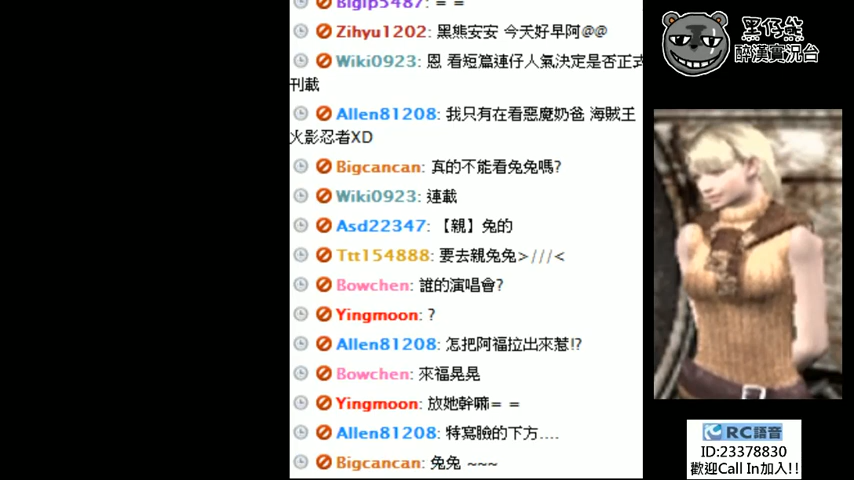 Bigip5487: = =
Zihyu1202: 黑熊安安 今天好早阿@@
Wiki0923: 恩 看短篇連仔人氣決定是否正式
刊載
Allen81208: 我只有在看惡魔奶爸 海賊王
火影忍者XD
Bigcancan: 真的不能看兔兔嗎?
Wiki0923: 連載
Asd22347: 【親】兔的
Ttt154888: 要去親兔兔>///<
Bowchen: 誰的演唱會?
Yingmoon: ?
Allen81208: 怎把阿福拉出來惹!?
Bowchen: 來福晃晃
Yingmoon: 放她幹嘛= =
Allen81208: 特寫臉的下方....
Bigcancan: 兔兔 ~~~
黑仔熊
醉漢實況台
RC語音
ID:23378830
歡迎Call In加入!!